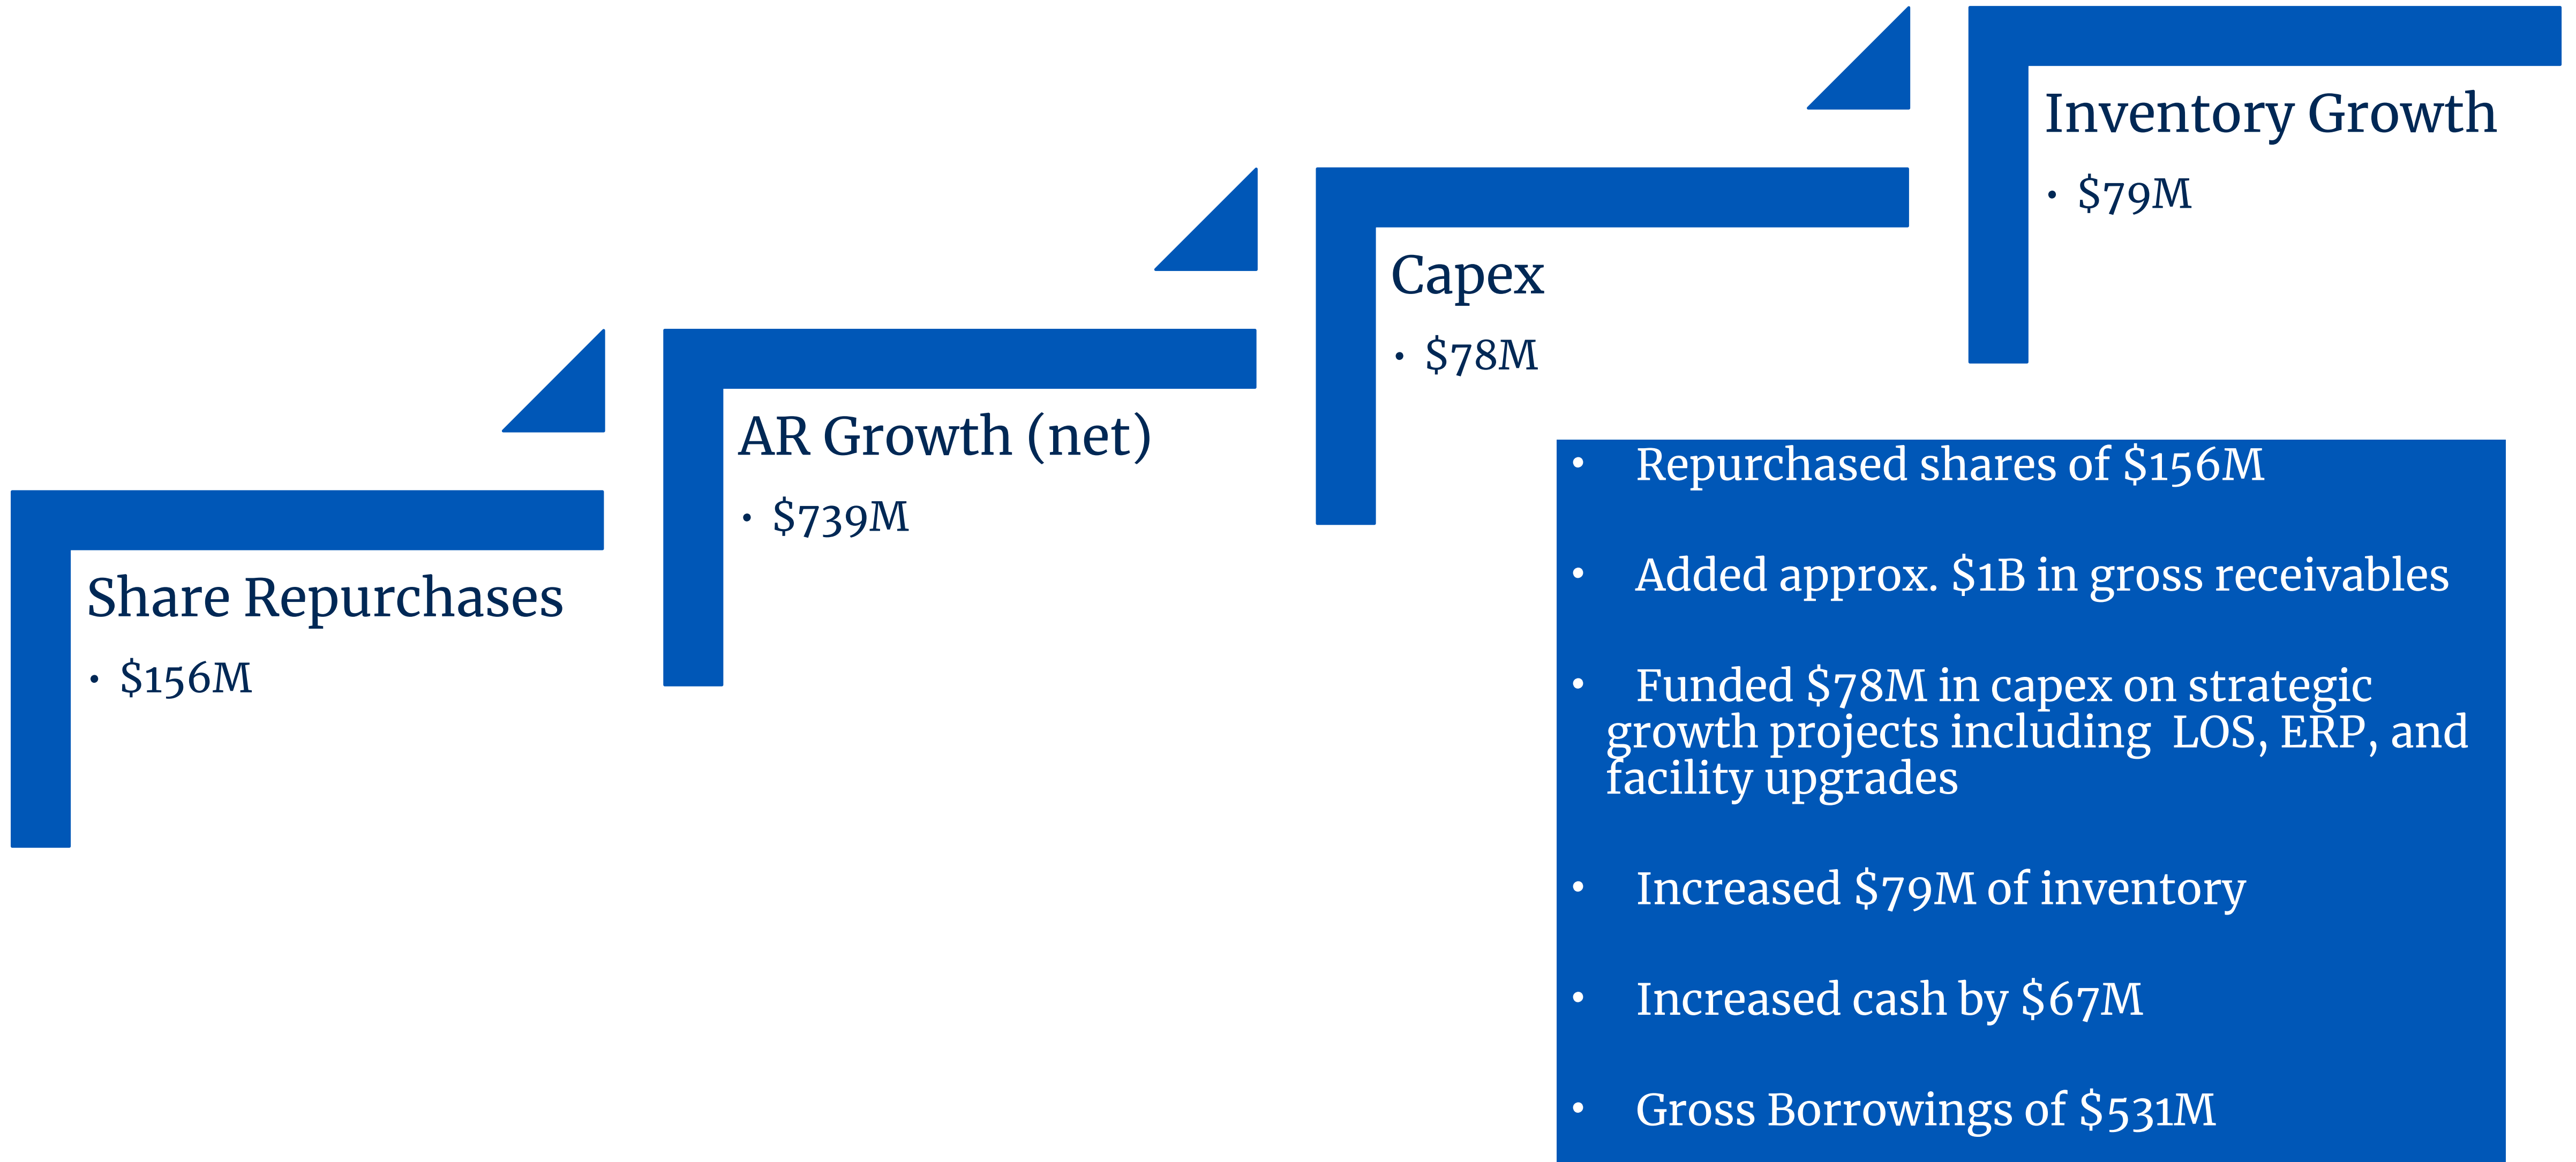 Share Repurchases
• $156M
AR Growth (net)
• $739M
Capex
• $78M
Inventory Growth
• $79M
• Repurchased shares of $156M
• Added approx. $1B in gross receivables
• Funded $78M in capex on strategic
growth projects including LOS, ERP, and
facility upgrades
• Increased $79M of inventory
• Increased cash by $67M
• Gross Borrowings of $531M